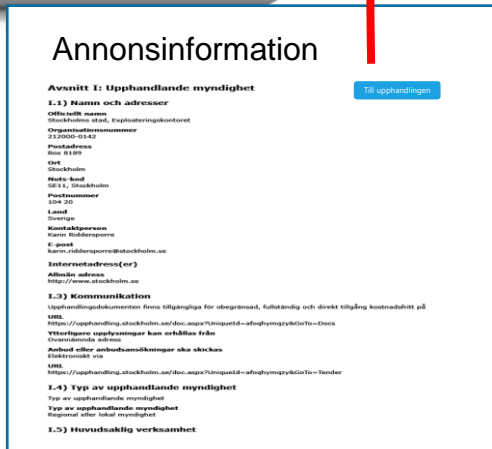 Annonsinformation
Avsnitt I: Upphandlande myndighet
Till upphandlingen
I.1) Namn och adresser
Officiellt namn
Stockholms stad, Exploateringskontoret
Organisationsnummer
212000-0142
Postadress
Box 8189
Ort
Stockholm
Nuts-kod
SE11, Stockholm
Postnummer
104 20
Land
Sverige
Kontaktperson
Karin Riddersporre
E-post
karin.riddersporre@stockholm.se
Internetadress(er)
Allmän adress
http://www.stockholm.se
I.3) Kommunikation
Upphandlingsdokumenten finns tillgängliga för obegränsad, fullständig och direkt tillgång kostnadsfritt på
URL
https://upphandling.stockholm.se/doc.aspx?UniqueId=afoqhymqzy&GoTo=Docs
Ytterligare upplysningar kan erhållas från
Ovannämnda adress
Anbud eller anbudsansökningar ska skickas
Elektroniskt via
URL
https://upphandling.stockholm.se/doc.aspx?UniqueId=afoqhymqzy&GoTo=Tender
I.4) Typ av upphandlande myndighet
Typ av upphandlande myndighet
Typ av upphandlande myndighet
Regional eller lokal myndighet
I.5) Huvudsaklig verksamhet